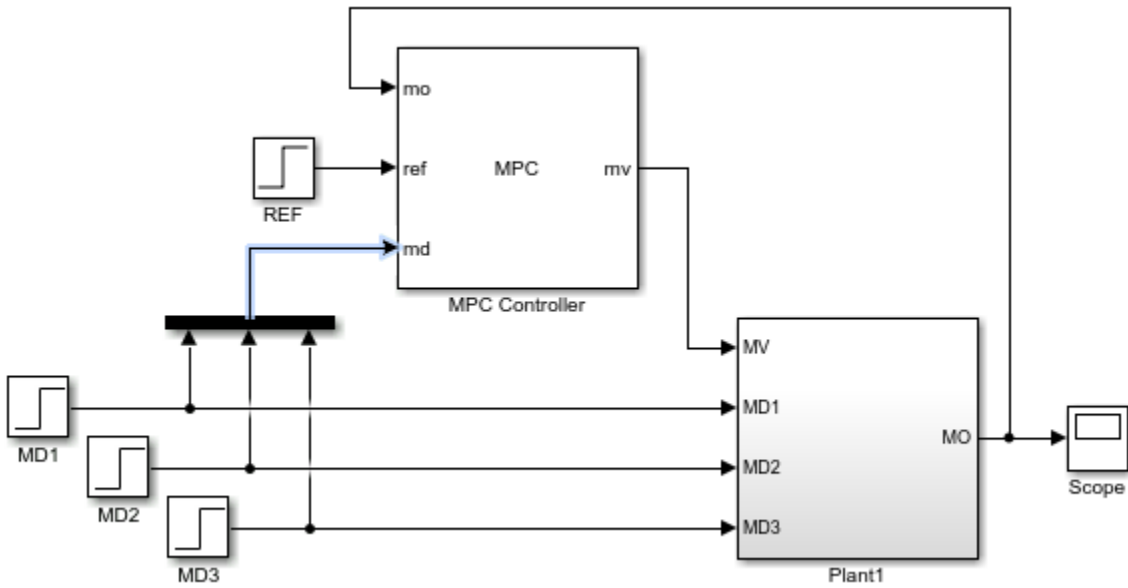 mo
REF
ref
MPC
mv
md
MPC Controller
MV
MD1
MD1
MD2
MD2
MD3
MD3
MO
Scope
Plant1